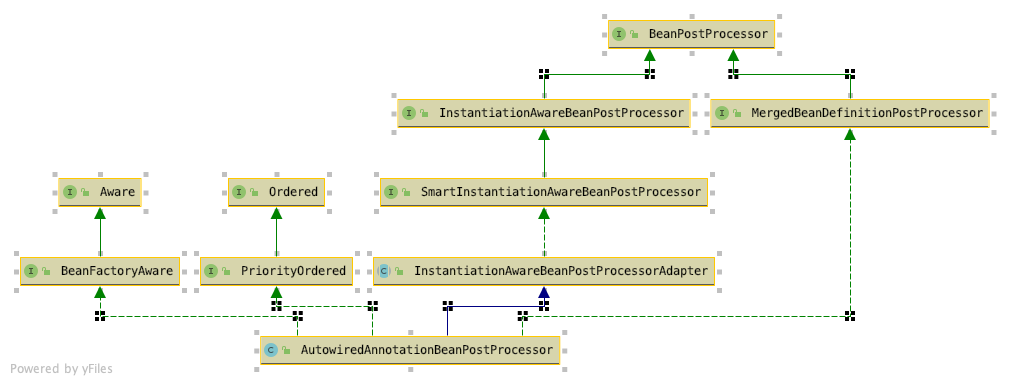 BeanPostProcessor
InstantiationAwareBeanPostProcessor
MergedBeanDefinitionPostProcessor
Aware
Ordered
SmartInstantiationAwareBeanPostProcessor
BeanFactoryAware
PriorityOrdered
InstantiationAwareBeanPostProcessorAdapter
AutowiredAnnotationBeanPostProcessor
Powered by yFiles